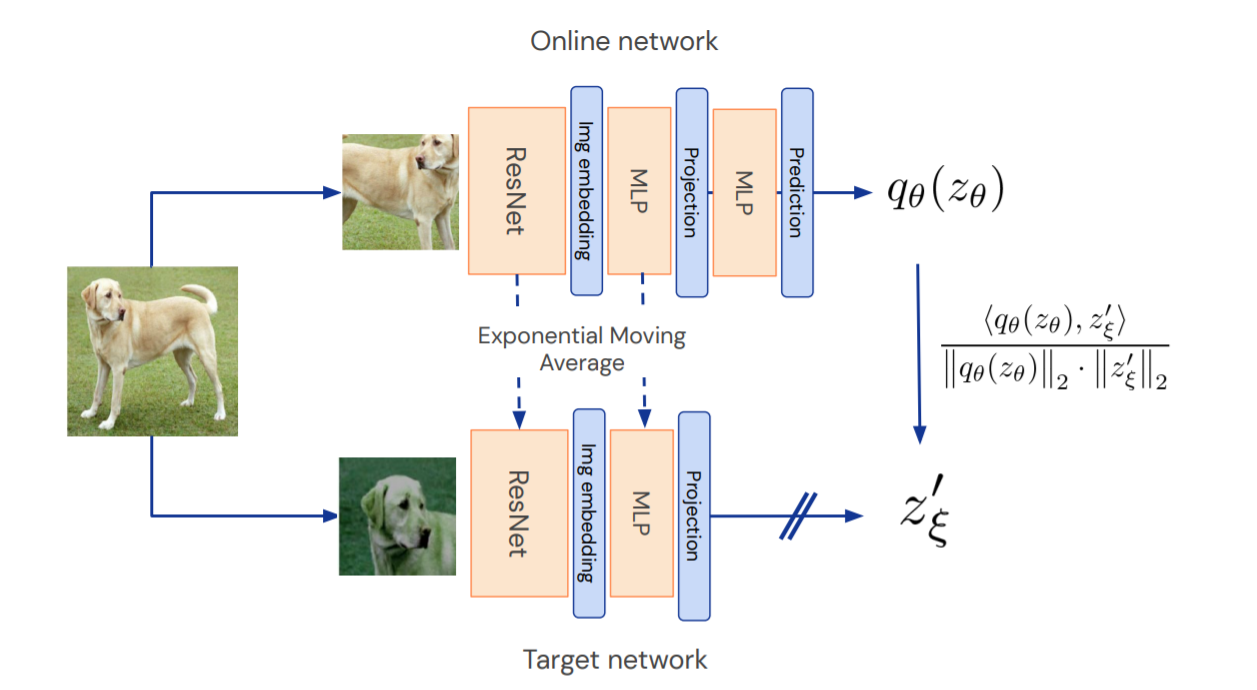 Online network
ResNet
Img embedding
MLP
Projection
MLP
Prediction
qθ(zθ)
Exponential Moving
Average
⟨qθ(zθ), z′ξ⟩
‖qθ(zθ)‖₂ · ‖z′ξ‖₂
ResNet
Img embedding
MLP
Projection
z′ξ
Target network